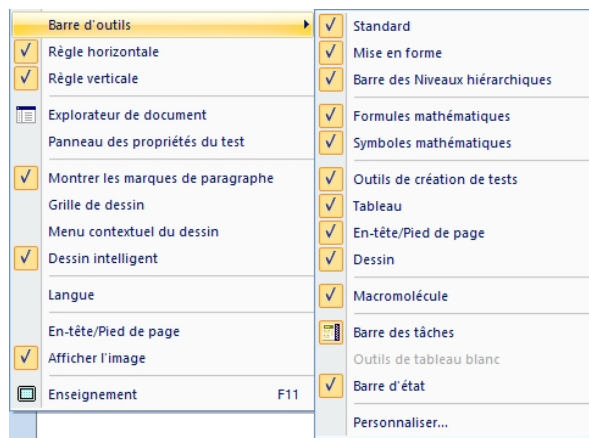 Barre d'outils
Règle horizontale
Règle verticale
Explorateur de document
Panneau des propriétés du test
Montrer les marques de paragraphe
Grille de dessin
Menu contextuel du dessin
Dessin intelligent
Langue
En-tête/Pied de page
Afficher l'image
Enseignement F11
Standard
Mise en forme
Barre des Niveaux hiérarchiques
Formules mathématiques
Symboles mathématiques
Outils de création de tests
Tableau
En-tête/Pied de page
Dessin
Macromolécule
Barre des tâches
Outils de tableau blanc
Barre d'état
Personnaliser...